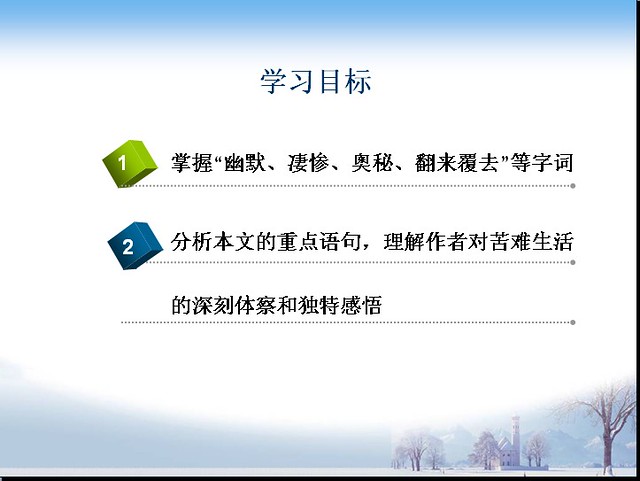 学习目标
1 掌握“幽默、凄惨、奥秘、翻来覆去”等字词
2 分析本文的重点语句，理解作者对苦难生活
的深刻体察和独特感悟